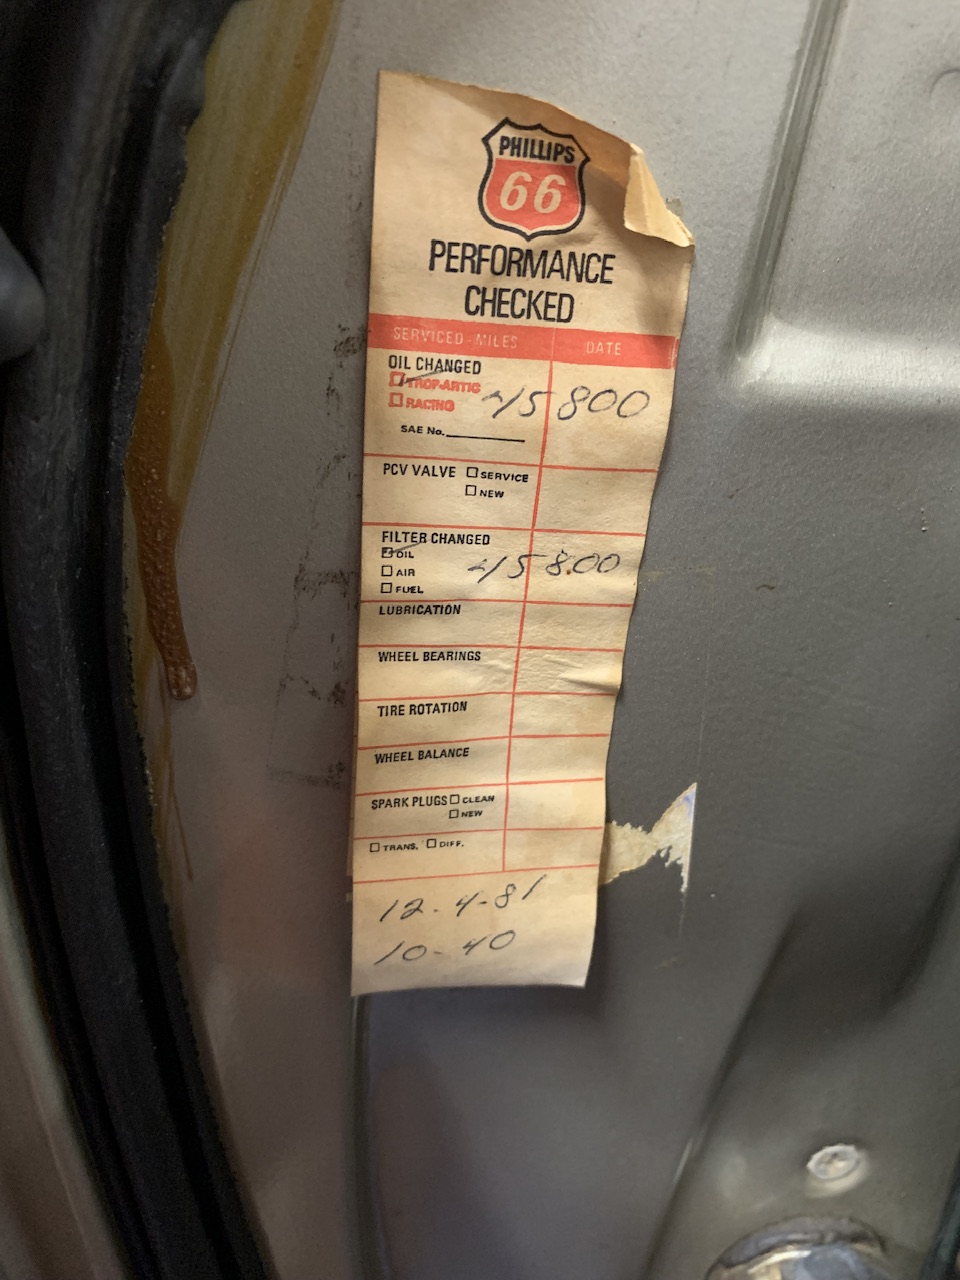 PHILLIPS
66
PERFORMANCE
CHECKED
SERVICED-MILES DATE
OIL CHANGED
TROP-ARTIC
RACING
45 800
SAE No.
PCV VALVE SERVICE
NEW
FILTER CHANGED
OIL
AIR
FUEL
45 800
LUBRICATION
WHEEL BEARINGS
TIRE ROTATION
WHEEL BALANCE
SPARK PLUGS CLEAN
NEW
TRANS. DIFF.
12-4-81
10-40